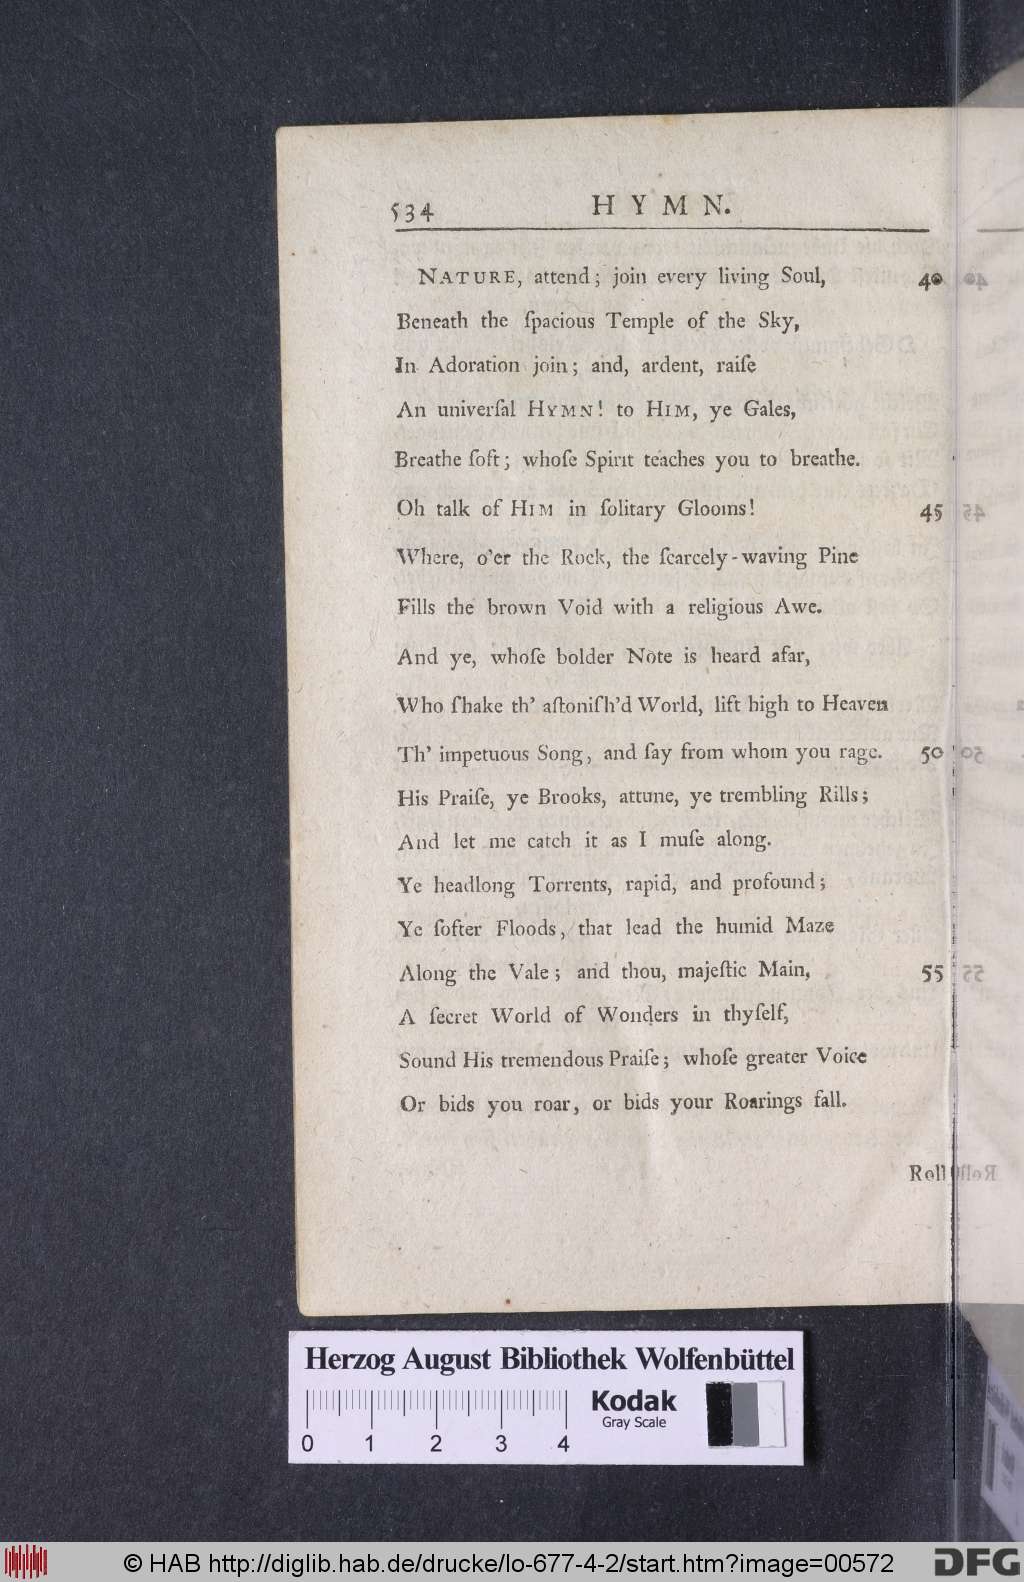 534 HYMN.
NATURE, attend; join every living Soul, 40
Beneath the ſpacious Temple of the Sky,
In Adoration join; and, ardent, raiſe
An univerſal HYMN! to HIM, ye Gales,
Breathe ſoft; whoſe Spirit teaches you to breathe.
Oh talk of HIM in ſolitary Glooms! 45
Where, o'er the Rock, the ſcarcely-waving Pine
Fills the brown Void with a religious Awe.
And ye, whoſe bolder Note is heard afar,
Who ſhake th' aſtoniſh'd World, lift high to Heaven
Th' impetuous Song, and ſay from whom you rage. 50
His Praiſe, ye Brooks, attune, ye trembling Rills;
And let me catch it as I muſe along.
Ye headlong Torrents, rapid, and profound;
Ye ſofter Floods, that lead the humid Maze
Along the Vale; and thou, majeſtic Main, 55
A ſecret World of Wonders in thyſelf,
Sound His tremendous Praiſe; whoſe greater Voice
Or bids you roar, or bids your Roarings fall.
Roll
Herzog August Bibliothek Wolfenbüttel
Kodak
Gray Scale
0 1 2 3 4
© HAB http://diglib.hab.de/drucke/lo-677-4-2/start.htm?image=00572 DFG